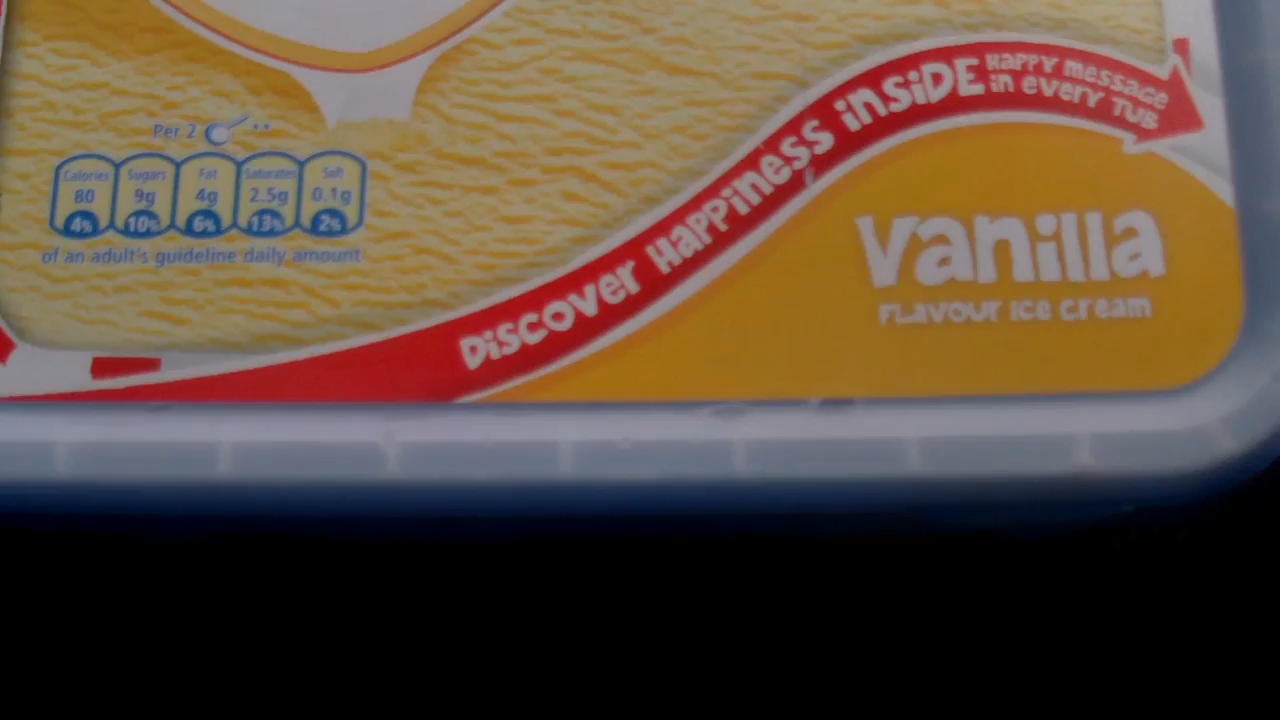 Per 2 **
Calories Sugars Fat Saturates Salt
80 9g 4g 2.5g 0.1g
4% 10% 6% 13% 2%
of an adult's guideline daily amount
DISCOVER HAPPINESS INSIDE
HAPPY MESSAGE
IN EVERY TUB
Vanilla
FLAVOUR ICE CREAM